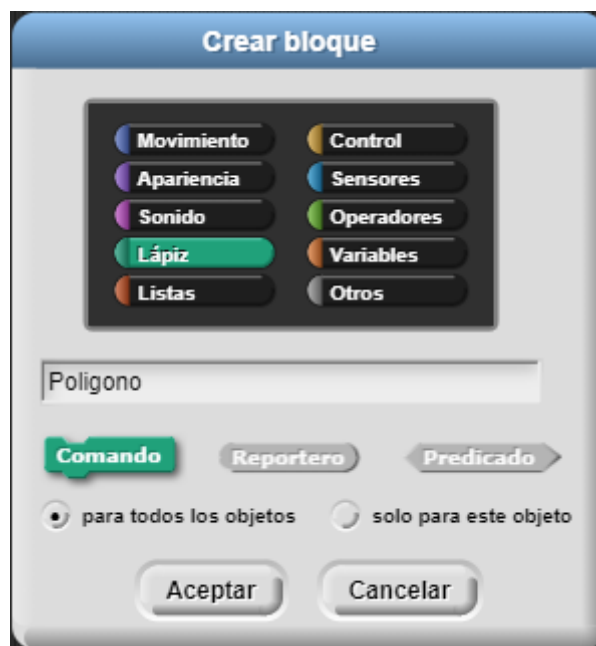 Crear bloque
Movimiento Control
Apariencia Sensores
Sonido Operadores
Lápiz Variables
Listas Otros
Poligono
Comando Reportero Predicado
para todos los objetos solo para este objeto
Aceptar Cancelar